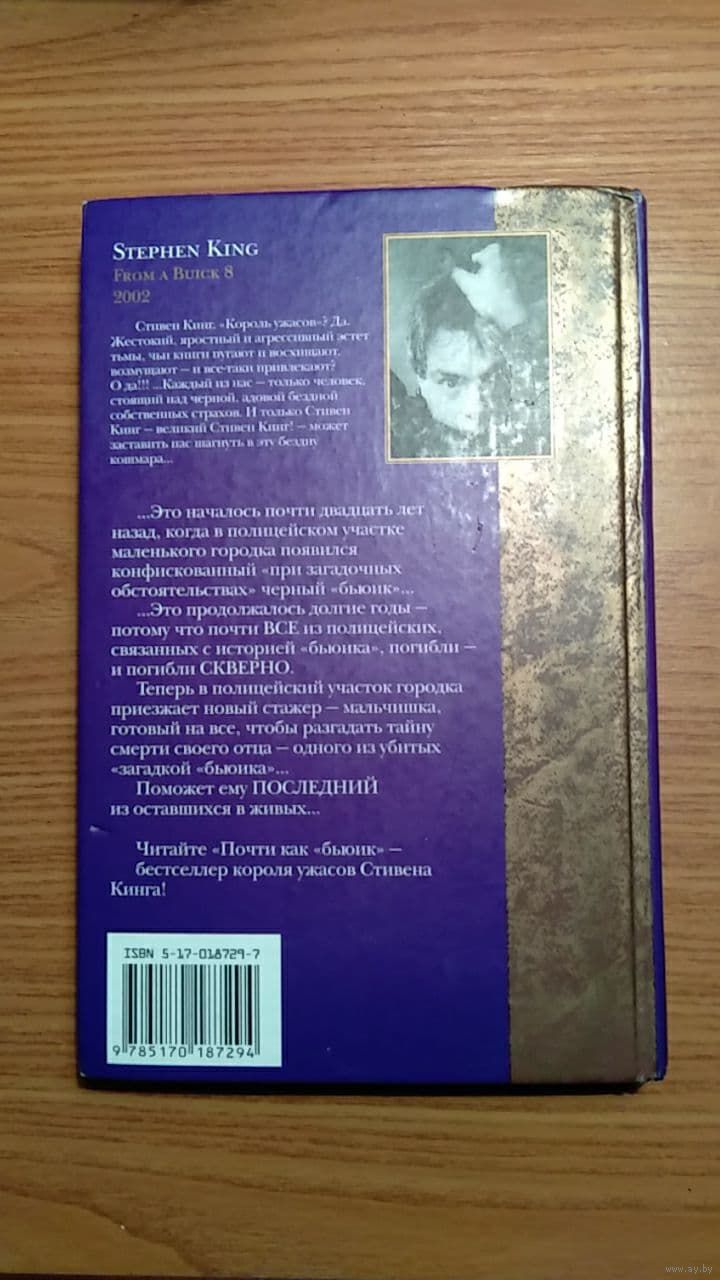 STEPHEN KING
FROM A BUICK 8
2002
Стивен Кинг. «Король ужасов»? Да.
Жестокий, яростный и агрессивный эстет
тьмы, чьи книги пугают и восхищают,
возмущают — и все-таки привлекают?
О да!!! ...Каждый из нас — только человек,
стоящий над черной, адовой бездной
собственных страхов. И только Стивен
Кинг — великий Стивен Кинг! — может
заставить нас шагнуть в эту бездну
кошмара...
...Это началось почти двадцать лет
назад, когда в полицейском участке
маленького городка появился
конфискованный «при загадочных
обстоятельствах» черный «бьюик»...
...Это продолжалось долгие годы —
потому что почти ВСЕ из полицейских,
связанных с историей «бьюика», погибли —
и погибли СКВЕРНО.
Теперь в полицейский участок городка
приезжает новый стажер — мальчишка,
готовый на все, чтобы разгадать тайну
смерти своего отца — одного из убитых
«загадкой «бьюика»...
Поможет ему ПОСЛЕДНИЙ
из оставшихся в живых...
Читайте «Почти как «бьюик» —
бестселлер короля ужасов Стивена
Кинга!
ISBN 5-17-018729-7
9 785170 187294
www.ay.by